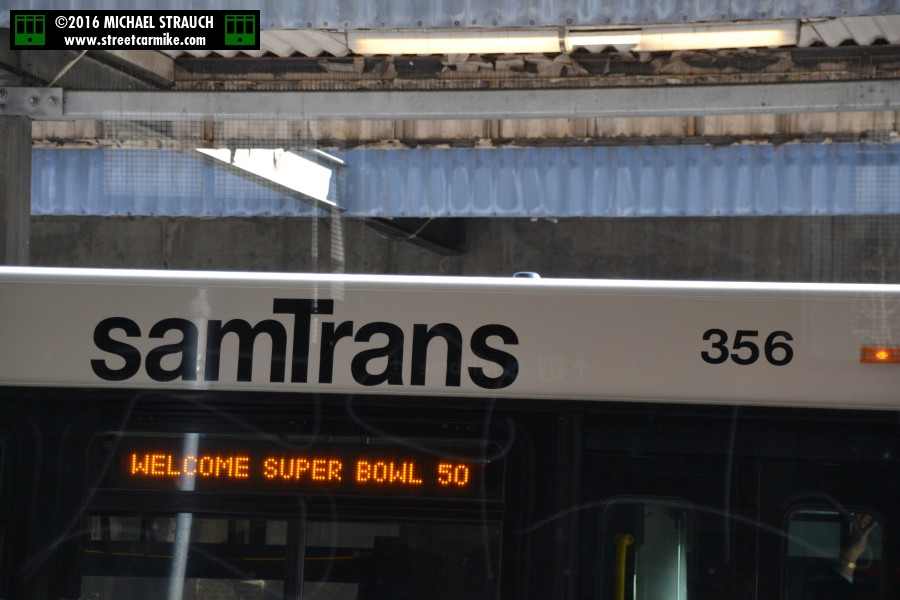 ©2016 MICHAEL STRAUCH
www.streetcarmike.com
samTrans
356
WELCOME SUPER BOWL 50